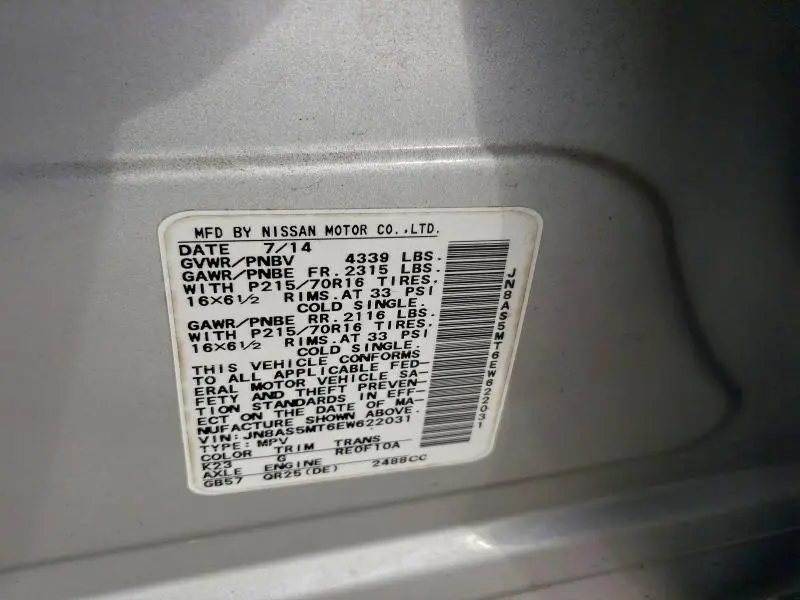 MFD BY NISSAN MOTOR CO.,LTD.
DATE 7/14
GVWR/PNBV 4339 LBS.
GAWR/PNBE FR. 2315 LBS.
WITH P215/70R16 TIRES.
16×6½ RIMS. AT 33 PSI
COLD SINGLE.
GAWR/PNBE RR. 2116 LBS.
WITH P215/70R16 TIRES.
16×6½ RIMS. AT 33 PSI
COLD SINGLE.
THIS VEHICLE CONFORMS
TO ALL APPLICABLE FED-
ERAL MOTOR VEHICLE SA-
FETY AND THEFT PREVEN-
TION STANDARDS IN EFF-
ECT ON THE DATE OF MA-
NUFACTURE SHOWN ABOVE.
VIN: JN8AS5MT6EW622031
TYPE: MPV
COLOR TRIM TRANS
K23 G RE0F10A
AXLE ENGINE
GB57 QR25(DE) 2488CC
JN8AS5MT6EW622031